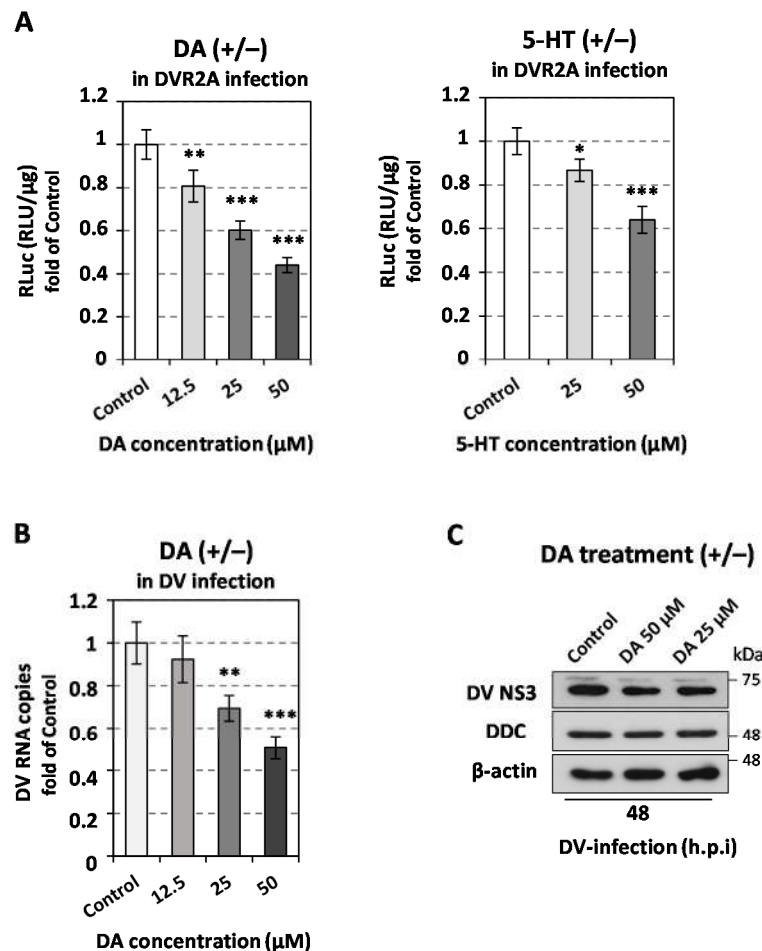 A
DA (+/−)
in DVR2A infection
1.2
1
0.8
0.6
0.4
0.2
0
RLuc (RLU/µg)
fold of Control
**
***
***
Control
12.5
25
50
DA concentration (µM)
5-HT (+/−)
in DVR2A infection
1.2
1
0.8
0.6
0.4
0.2
0
RLuc (RLU/µg)
fold of Control
*
***
Control
25
50
5-HT concentration (µM)
B
DA (+/−)
in DV infection
1.2
1
0.8
0.6
0.4
0.2
0
DV RNA copies
fold of Control
**
***
Control
12.5
25
50
DA concentration (µM)
C
DA treatment (+/−)
Control
DA 50 µM
DA 25 µM
kDa
DV NS3
75
DDC
48
β-actin
48
48
DV-infection (h.p.i)